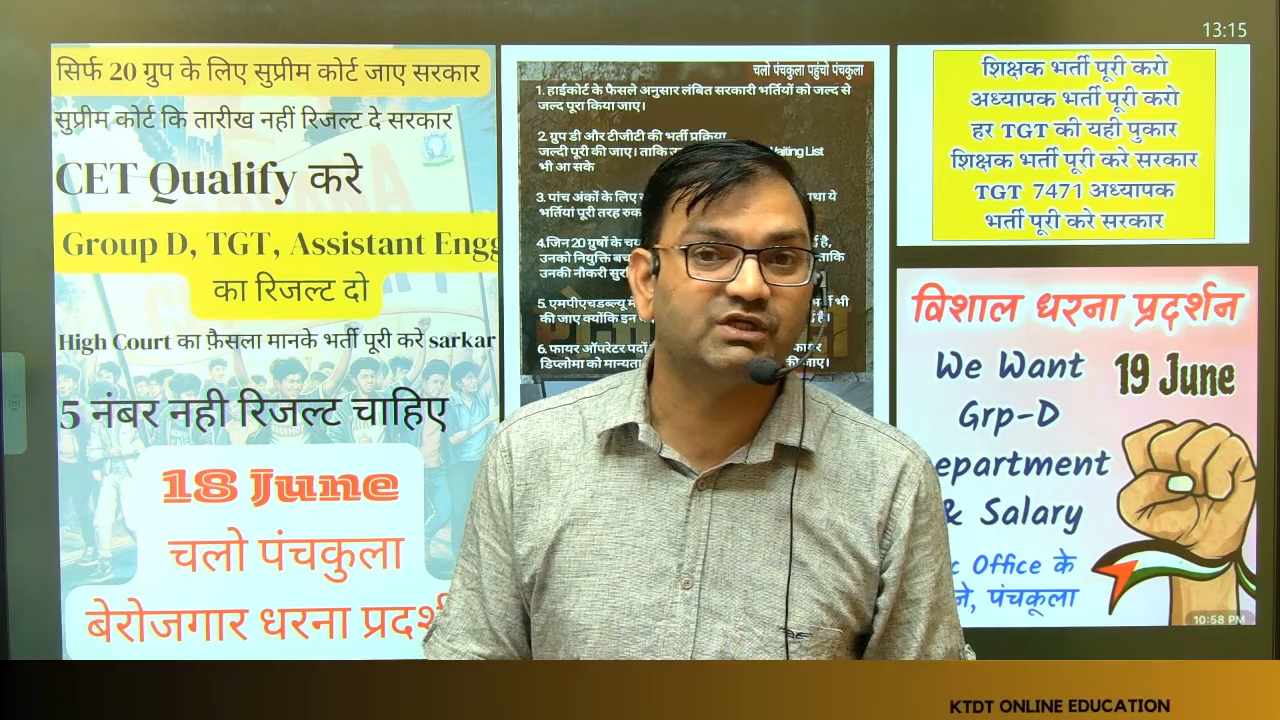 13:15
सिर्फ 20 ग्रुप के लिए सुप्रीम कोर्ट जाए सरकार
सुप्रीम कोर्ट कि तारीख नहीं रिजल्ट दे सरकार
CET Qualify करे
Group D, TGT, Assistant Engg
का रिजल्ट दो
High Court का फ़ैसला मानके भर्ती पूरी करे sarkar
5 नंबर नही रिजल्ट चाहिए
18 June
चलो पंचकुला
बेरोजगार धरना
चलो पंचकुला पहुंचो पंचकुला
1. हाईकोर्ट के फैसले अनुसार लंबित सरकारी भर्तियों को जल्द से
जल्द पूरा किया जाए।
2. ग्रुप डी और टीजीटी की भर्ती प्रक्रिया
जल्दी पूरी की जाए। ताकि Waiting List
भी आ सके
3. पांच अंकों के लिए ये
भर्तियां पूरी तरह
4.जिन 20 ग्रुपों के है,
उनको नियुक्ति ताकि
उनकी नौकरी
5. एमपीएचडब्ल्यू में भी
की जाए क्योंकि इन है।
6. फायर ऑपरेटर पदों
डिप्लोमा को मान्यता की जाए।
शिक्षक भर्ती पूरी करो
अध्यापक भर्ती पूरी करो
हर TGT की यही पुकार
शिक्षक भर्ती पूरी करे सरकार
TGT 7471 अध्यापक
भर्ती पूरी करे सरकार
विशाल धरना प्रदर्शन
We Want
19 June
Grp-D
epartment
& Salary
c Office के
ने, पंचकूला
10:58 PM
KTDT ONLINE EDUCATION